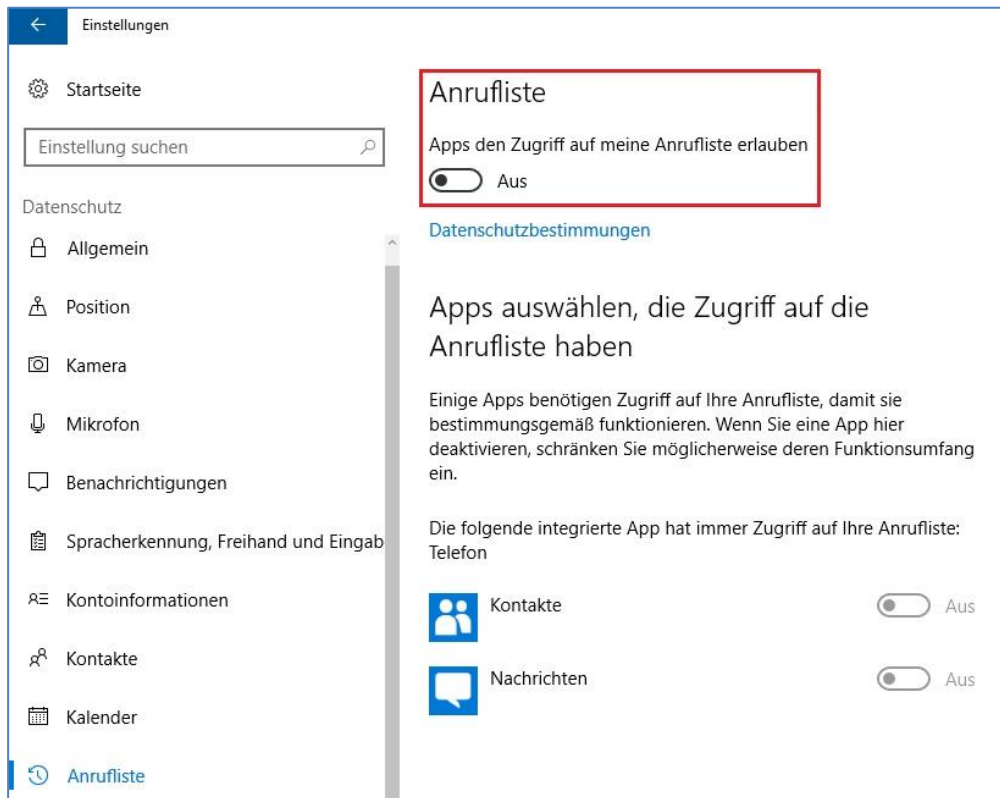 Einstellungen
Startseite
Einstellung suchen
Datenschutz
Allgemein
Position
Kamera
Mikrofon
Benachrichtigungen
Spracherkennung, Freihand und Eingab
Kontoinformationen
Kontakte
Kalender
Anrufliste
Anrufliste
Apps den Zugriff auf meine Anrufliste erlauben
Aus
Datenschutzbestimmungen
Apps auswählen, die Zugriff auf die
Anrufliste haben
Einige Apps benötigen Zugriff auf Ihre Anrufliste, damit sie
bestimmungsgemäß funktionieren. Wenn Sie eine App hier
deaktivieren, schränken Sie möglicherweise deren Funktionsumfang
ein.
Die folgende integrierte App hat immer Zugriff auf Ihre Anrufliste:
Telefon
Kontakte Aus
Nachrichten Aus